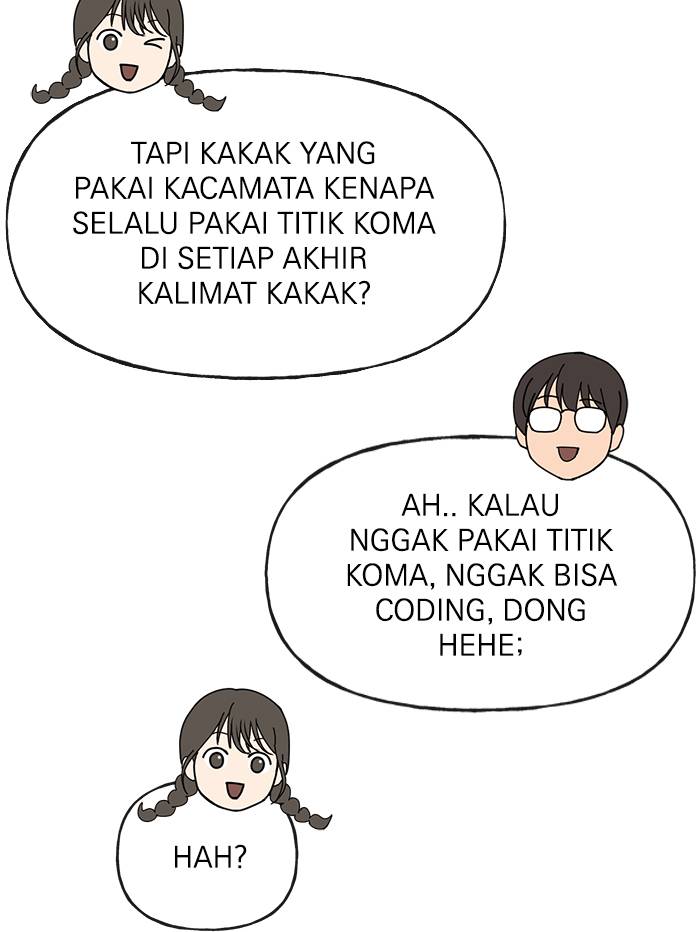 TAPI KAKAK YANG
PAKAI KACAMATA KENAPA
SELALU PAKAI TITIK KOMA
DI SETIAP AKHIR
KALIMAT KAKAK?
AH.. KALAU
NGGAK PAKAI TITIK
KOMA, NGGAK BISA
CODING, DONG
HEHE;
HAH?